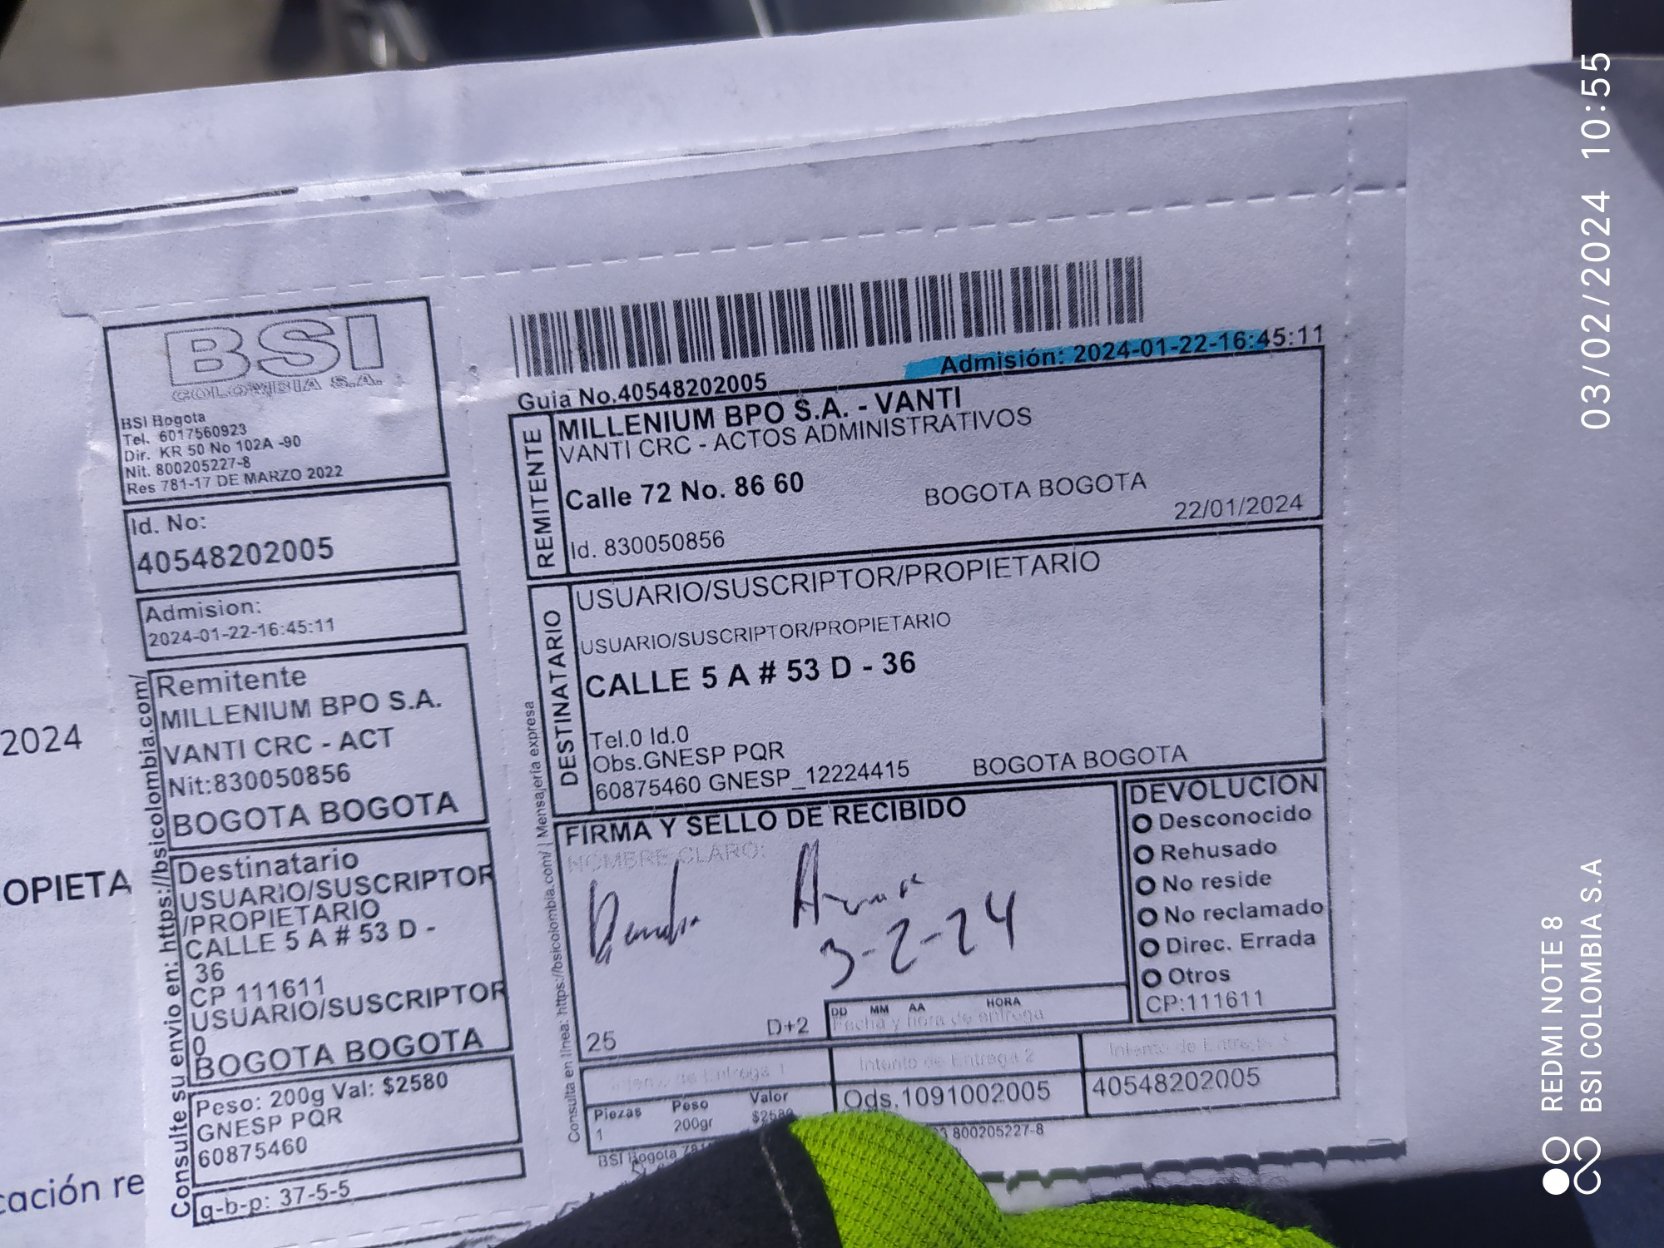 BSI
COLOMBIA S.A.
BSI Bogota
Tel. 6017560923
Dir. KR 50 No 102A -90
Nit. 800205227-8
Res 781-17 DE MARZO 2022
Id. No:
40548202005
Admision:
2024-01-22-16:45:11
Remitente
MILLENIUM BPO S.A.
VANTI CRC - ACT
Nit:830050856
BOGOTA BOGOTA
Destinatario
USUARIO/SUSCRIPTOR
/PROPIETARIO
CALLE 5 A # 53 D -
36
CP 111611
USUARIO/SUSCRIPTOR
0
BOGOTA BOGOTA
Peso: 200g Val: $2580
GNESP PQR
60875460
g-b-p: 37-5-5
Consulte su envio en: https://bsicolombia.com/
2024
OPIETA
cación re
Guia No.40548202005
Admisión: 2024-01-22-16:45:11
REMITENTE
MILLENIUM BPO S.A. - VANTI
VANTI CRC - ACTOS ADMINISTRATIVOS
Calle 72 No. 86 60
BOGOTA BOGOTA
22/01/2024
Id. 830050856
DESTINATARIO
USUARIO/SUSCRIPTOR/PROPIETARIO
USUARIO/SUSCRIPTOR/PROPIETARIO
CALLE 5 A # 53 D - 36
Tel.0 Id.0
Obs.GNESP PQR
60875460 GNESP_12224415
BOGOTA BOGOTA
FIRMA Y SELLO DE RECIBIDO
NOMBRE CLARO:
3-2-24
25
D+2
DD MM AA HORA
Fecha y hora de entrega
DEVOLUCION
Desconocido
Rehusado
No reside
No reclamado
Direc. Errada
Otros
CP:111611
Intento de Entrega 1
Intento de Entrega 2
Intento de Entrega 3
Piezas Peso Valor
1 200gr $2580
Ods.1091002005
40548202005
BSI Bogota
800205227-8
Consulta en línea: https://bsicolombia.com/ | Mensajería expresa
03/02/2024 10:55
REDMI NOTE 8
BSI COLOMBIA S.A